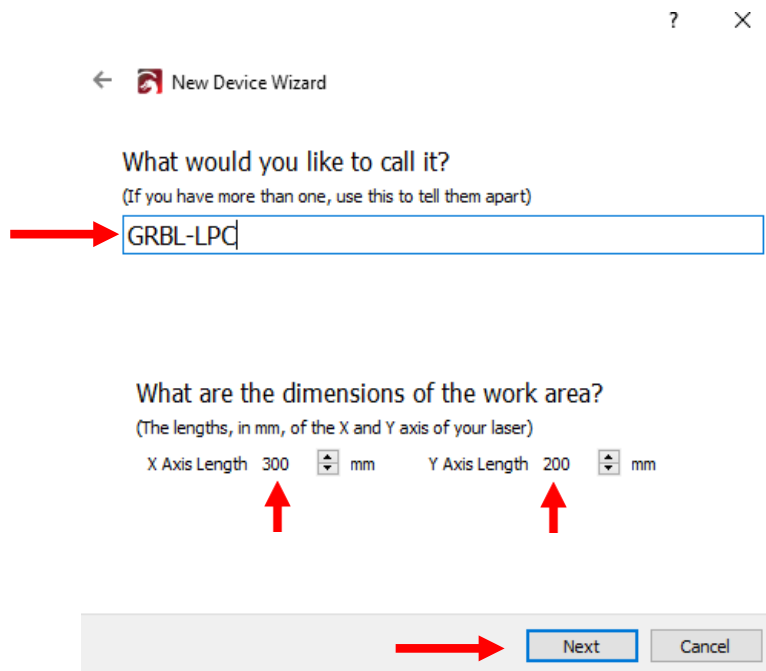 ?
New Device Wizard
What would you like to call it?
(If you have more than one, use this to tell them apart)
GRBL-LPC
What are the dimensions of the work area?
(The lengths, in mm, of the X and Y axis of your laser)
X Axis Length 300 mm Y Axis Length 200 mm
Next Cancel